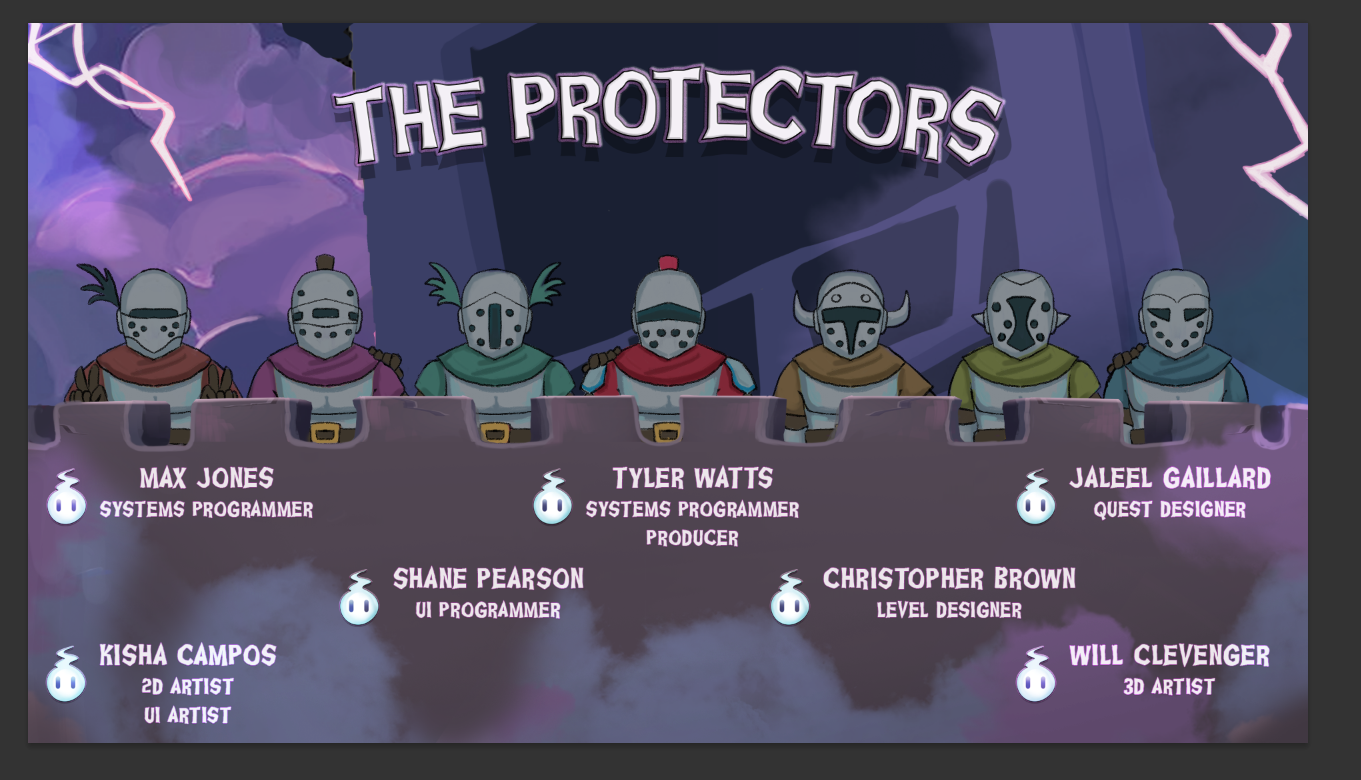 THE PROTECTORS
MAX JONES
SYSTEMS PROGRAMMER
TYLER WATTS
SYSTEMS PROGRAMMER
PRODUCER
JALEEL GAILLARD
QUEST DESIGNER
SHANE PEARSON
UI PROGRAMMER
CHRISTOPHER BROWN
LEVEL DESIGNER
KISHA CAMPOS
2D ARTIST
UI ARTIST
WILL CLEVENGER
3D ARTIST